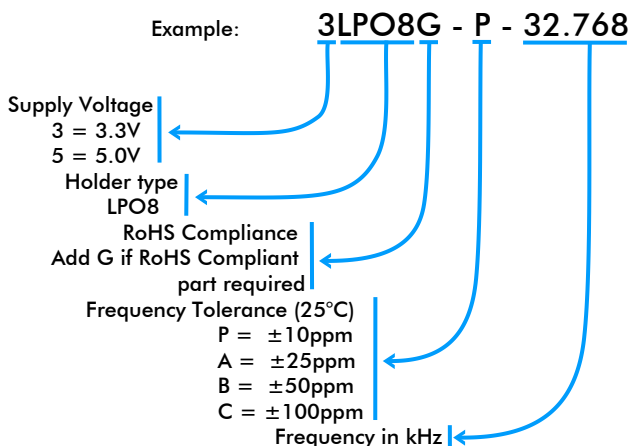 Example: 3LPO8G - P - 32.768
Supply Voltage
3 = 3.3V
5 = 5.0V
Holder type
LPO8
RoHS Compliance
Add G if RoHS Compliant
part required
Frequency Tolerance (25°C)
P = ±10ppm
A = ±25ppm
B = ±50ppm
C = ±100ppm
Frequency in kHz